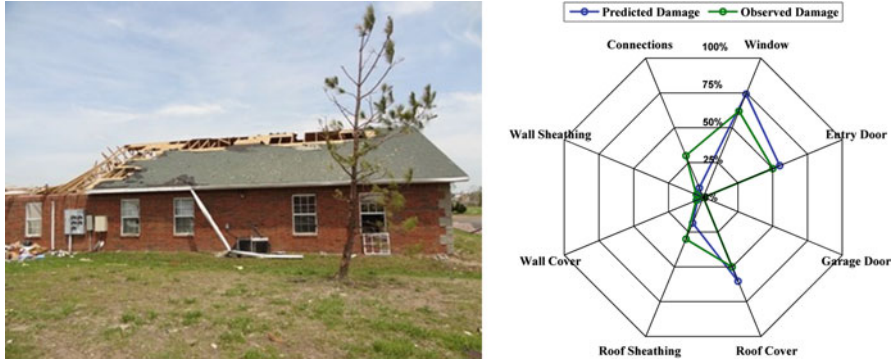 Predicted Damage Observed Damage
Connections 100% Window
75%
Wall Sheathing 50% Entry Door
25%
0%
Wall Cover Garage Door
Roof Sheathing Roof Cover